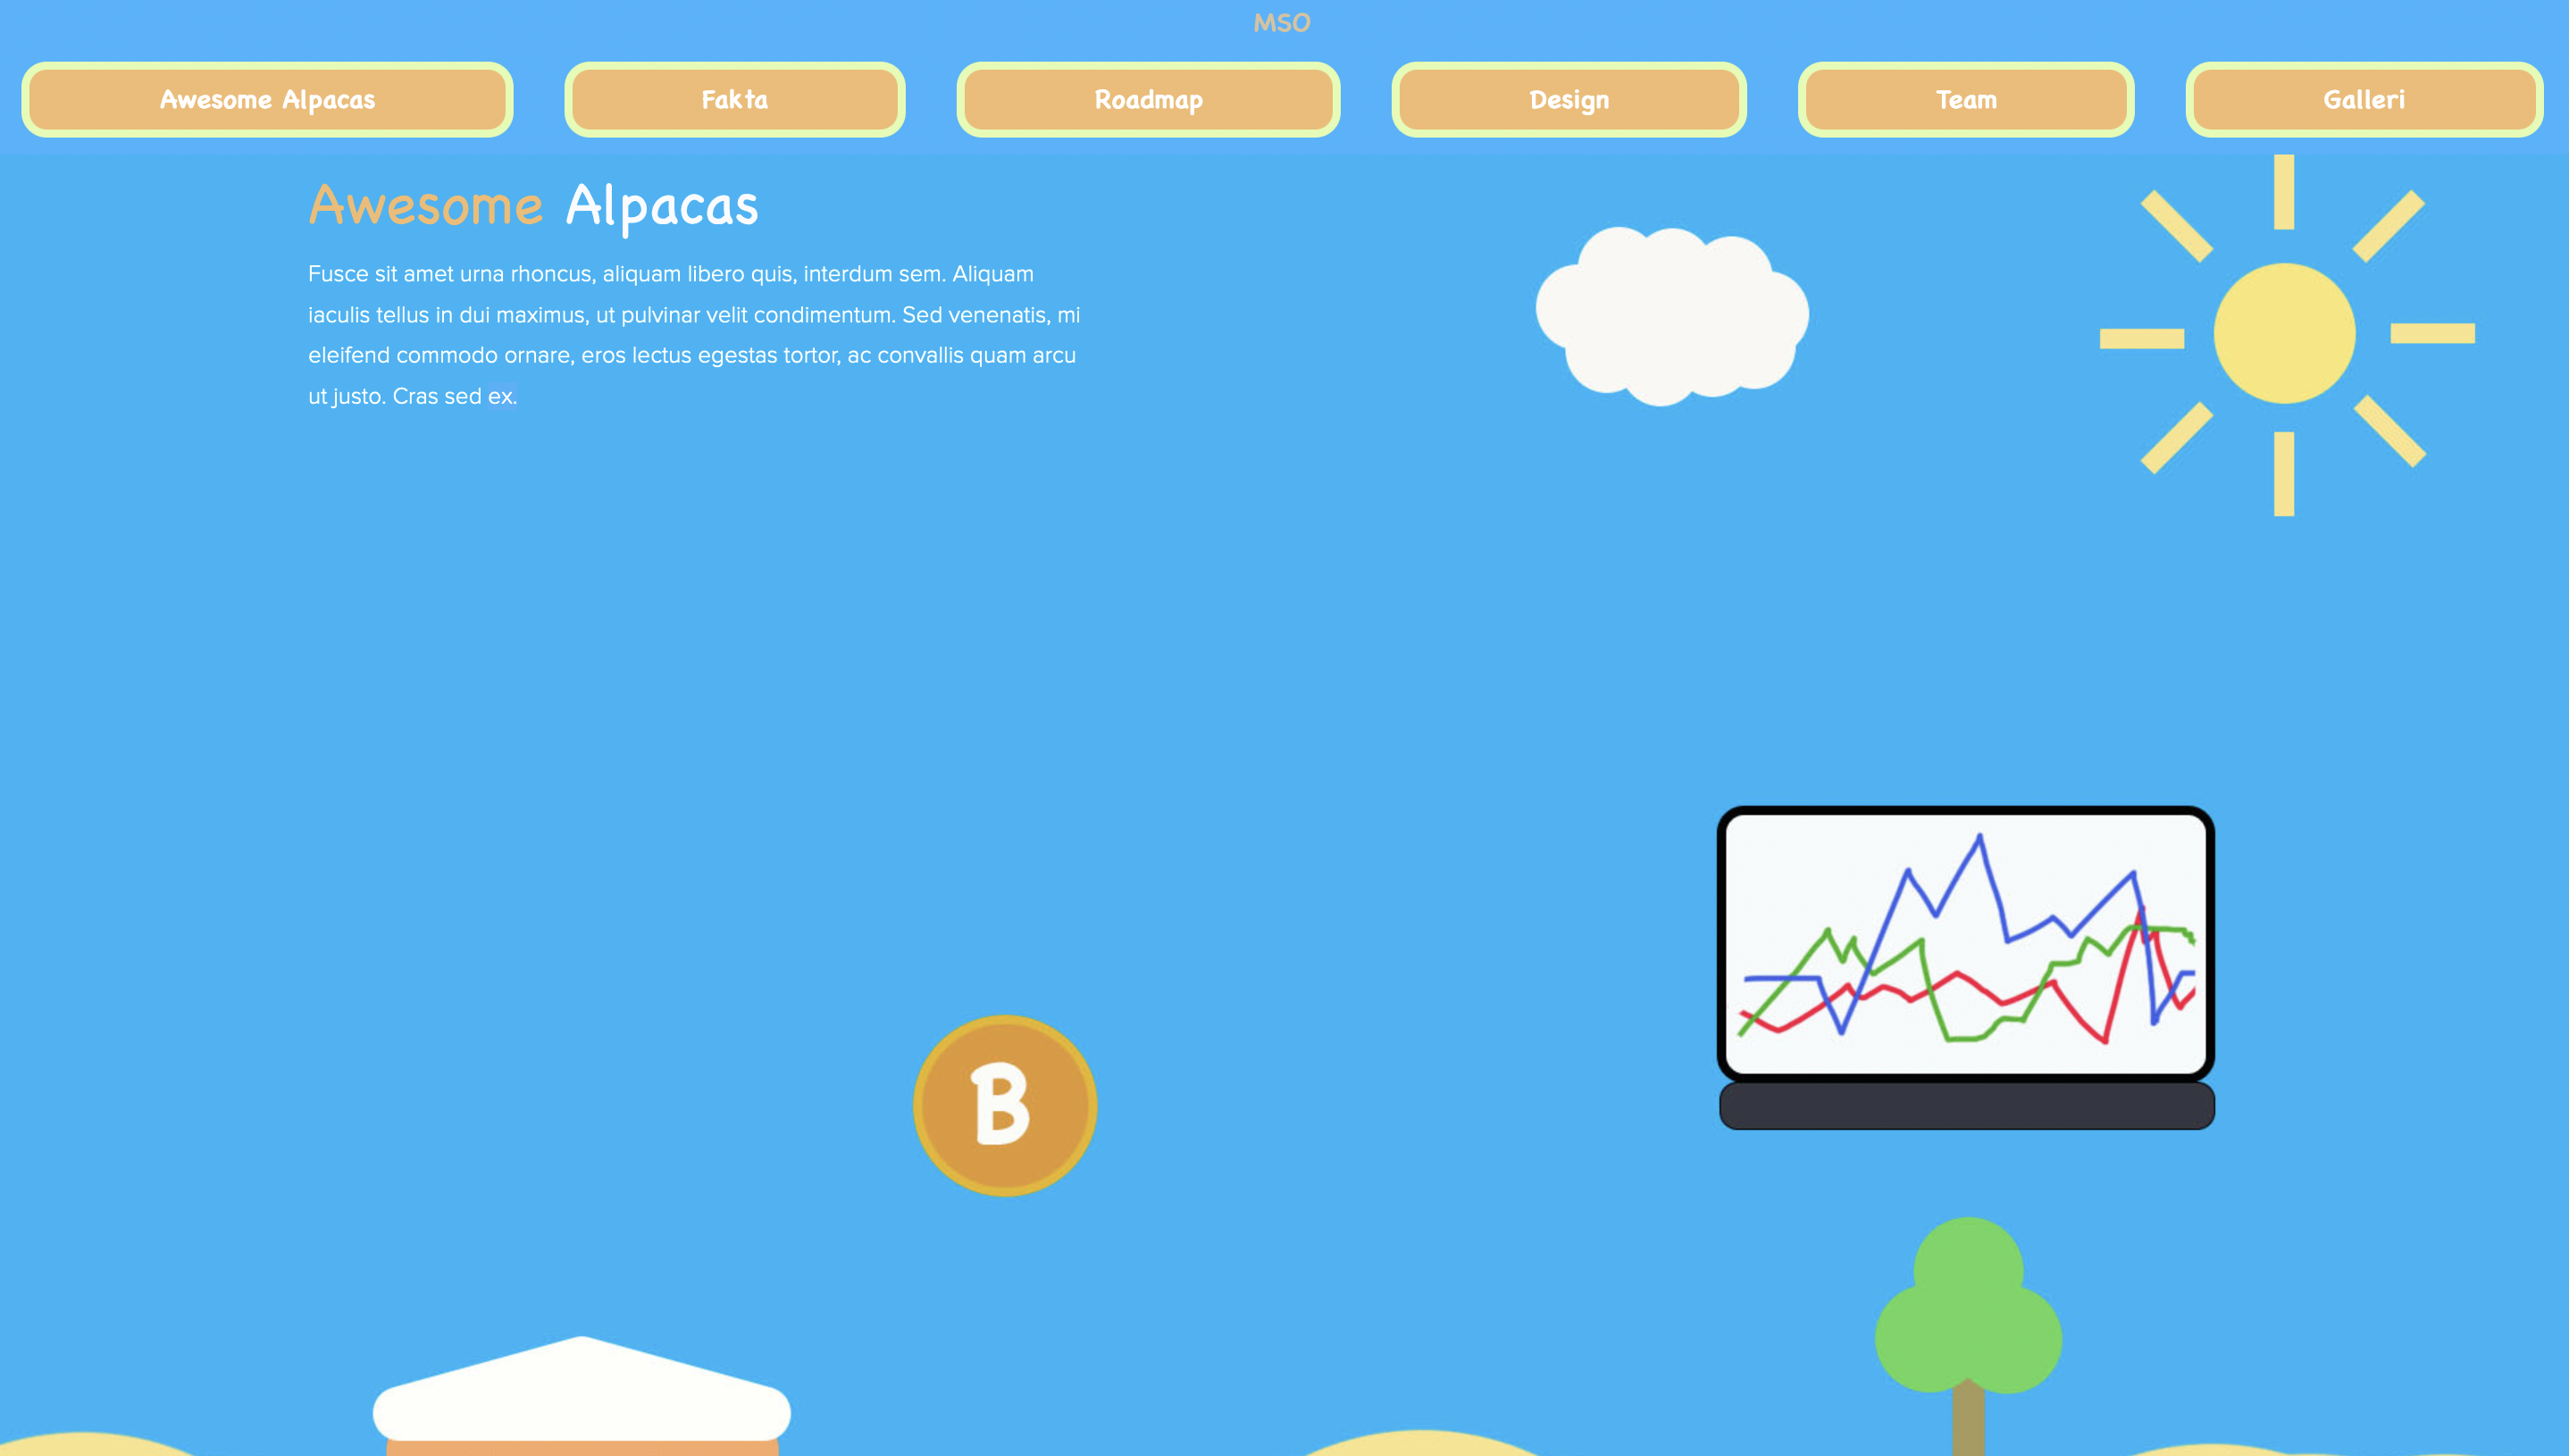 MSO
Awesome Alpacas
Fakta
Roadmap
Design
Team
Galleri
Awesome Alpacas
Fusce sit amet urna rhoncus, aliquam libero quis, interdum sem. Aliquam
iaculis tellus in dui maximus, ut pulvinar velit condimentum. Sed venenatis, mi
eleifend commodo ornare, eros lectus egestas tortor, ac convallis quam arcu
ut justo. Cras sed ex.
B